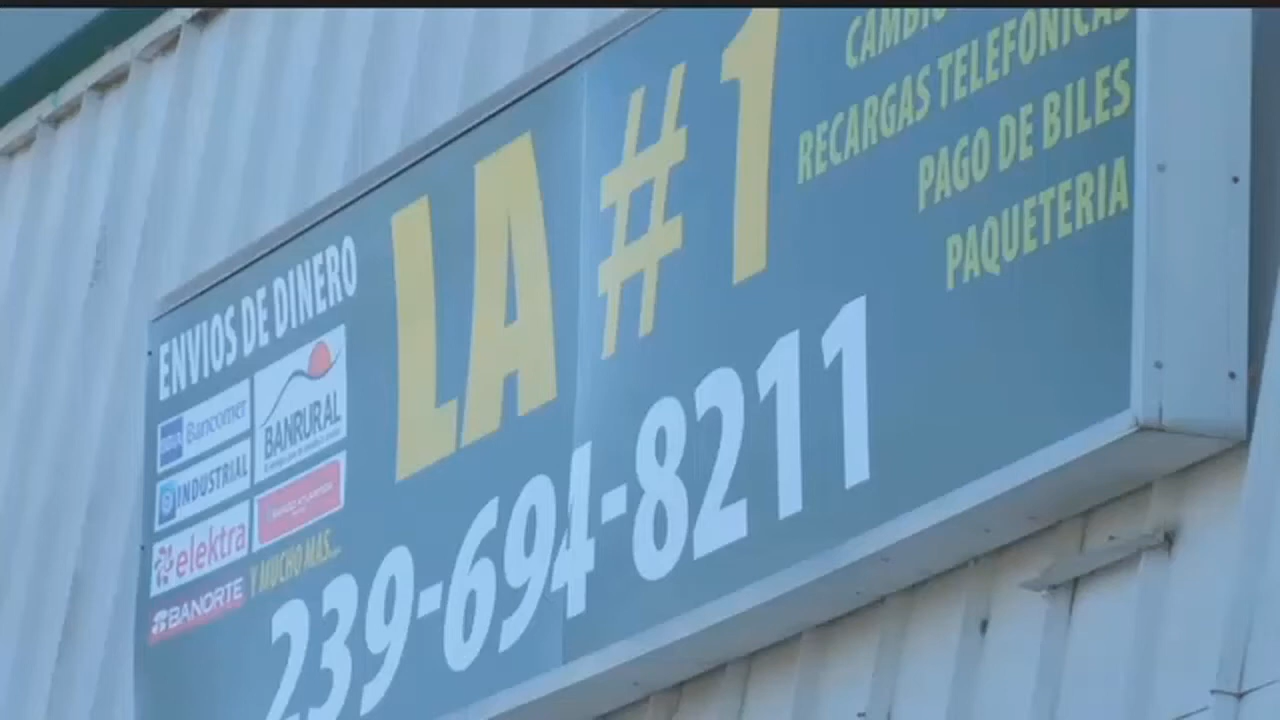 ENVIOS DE DINERO
Bancomer
BANRURAL
INDUSTRIAL
elektra
BANORTE
Y MUCHO MAS...
LA #1
239-694-8211
RECARGAS TELEFONICAS
PAGO DE BILES
PAQUETERIA